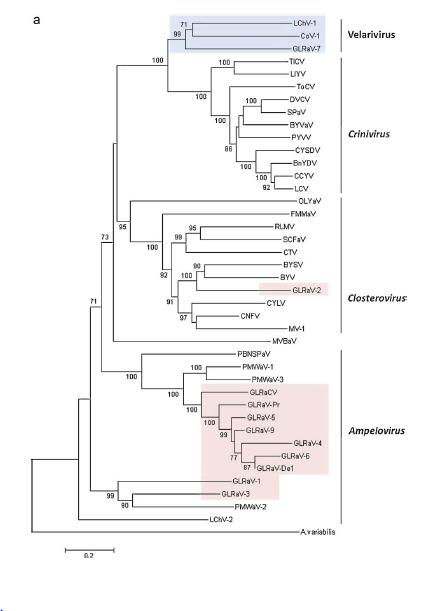 a
LChV-1
71
CoV-1
Velarivirus
99
GLRaV-7
100
TICV
100
LIYV
100
ToCV
Crinivirus
100
DVCV
SPaV
BYVaV
PYVV
86
CYSDV
100
BnYDV
100
CCYV
92
LCV
OLYaV
FMMaV
95
RLMV
95
99
SCFaV
73
100
CTV
90
BYSV
100
92
BYV
GLRaV-2
Closterovirus
91
CYLV
71
97
CNFV
MV-1
MVBaV
PBNSPaV
100
PMWaV-1
100
PMWaV-3
100
GLRaCV
GLRaV-Pr
100
GLRaV-5
Ampelovirus
99
GLRaV-9
GLRaV-4
77
GLRaV-6
87
GLRaV-De1
GLRaV-1
99
GLRaV-3
90
PMWaV-2
LChV-2
A.variabilis
0.2